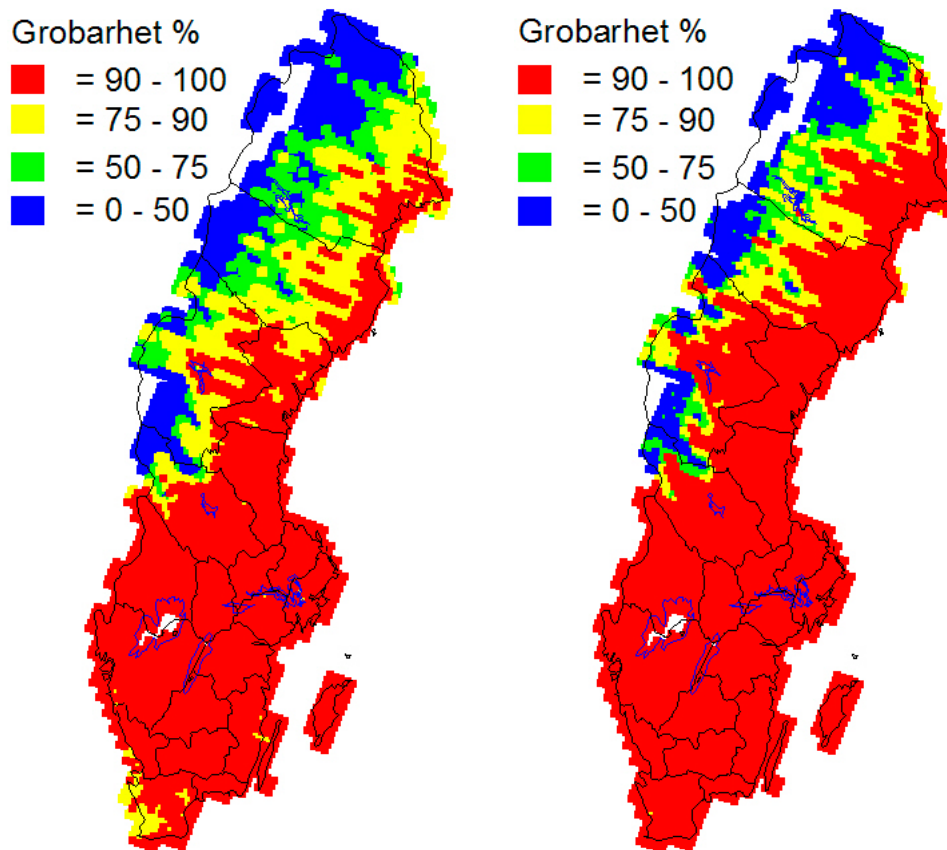 Grobarhet %
= 90 - 100
= 75 - 90
= 50 - 75
= 0 - 50
Grobarhet %
= 90 - 100
= 75 - 90
= 50 - 75
= 0 - 50